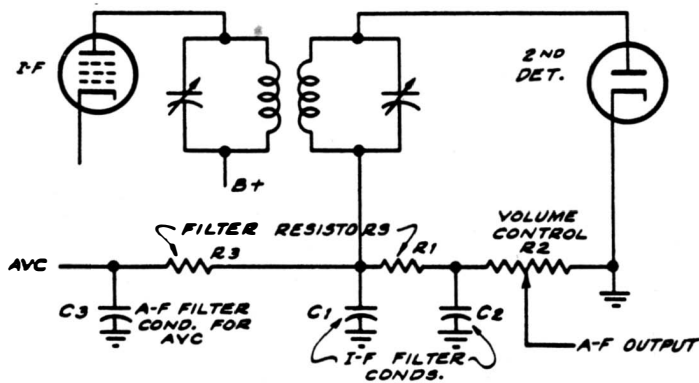 I-F
2ND
DET.
B+
FILTER RESISTORS
VOLUME
CONTROL
R2
AVC
R3
R1
C3
A-F FILTER
COND. FOR
AVC
C1
C2
I-F FILTER
CONDS.
A-F OUTPUT